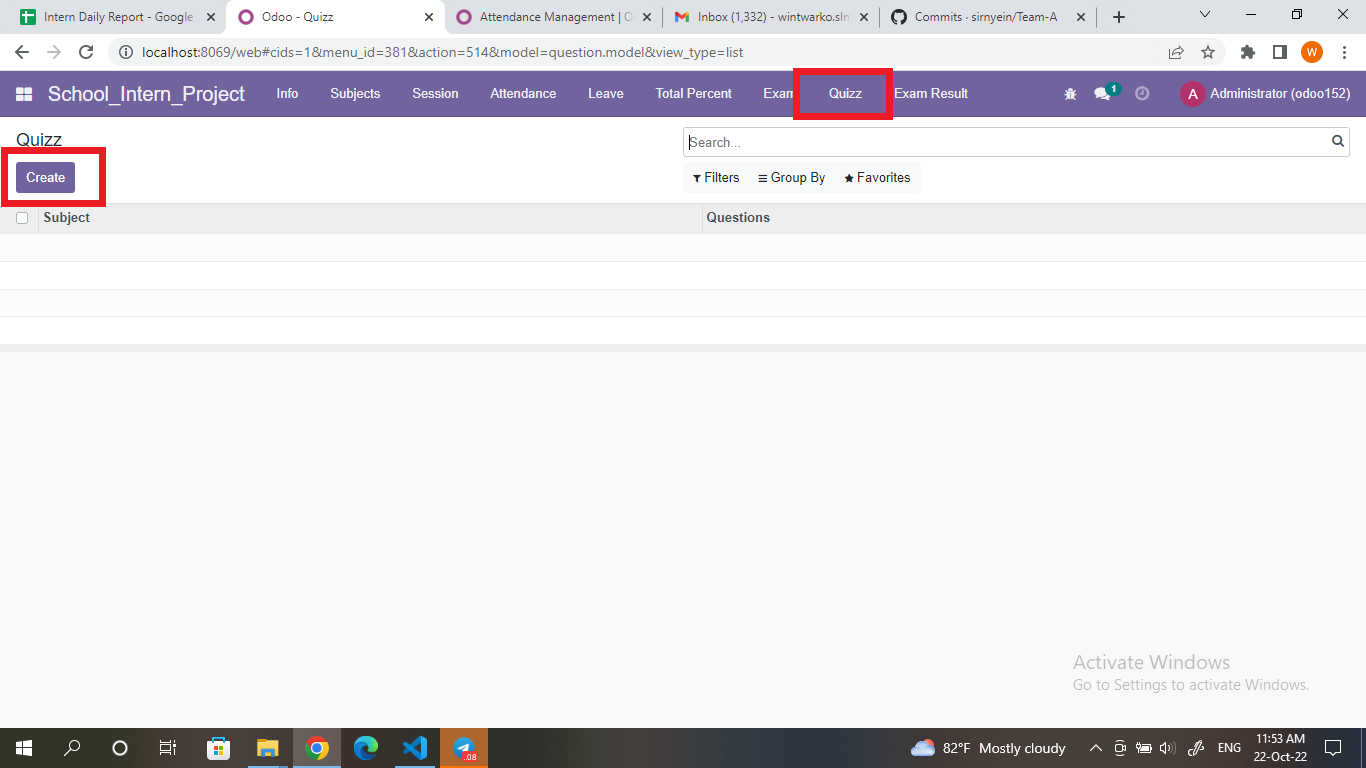 Intern Daily Report - Google
Odoo - Quizz
Attendance Management | O
Inbox (1,332) - wintwarko.slm
Commits · sirnyein/Team-A
localhost:8069/web#cids=1&menu_id=381&action=514&model=question.model&view_type=list
W
School_Intern_Project
Info
Subjects
Session
Attendance
Leave
Total Percent
Exam
Quizz
Exam Result
1
A
Administrator (odoo152)
Quizz
Search...
Create
Filters
Group By
Favorites
Subject
Questions
Activate Windows
Go to Settings to activate Windows.
82°F Mostly cloudy
ENG
11:53 AM
22-Oct-22